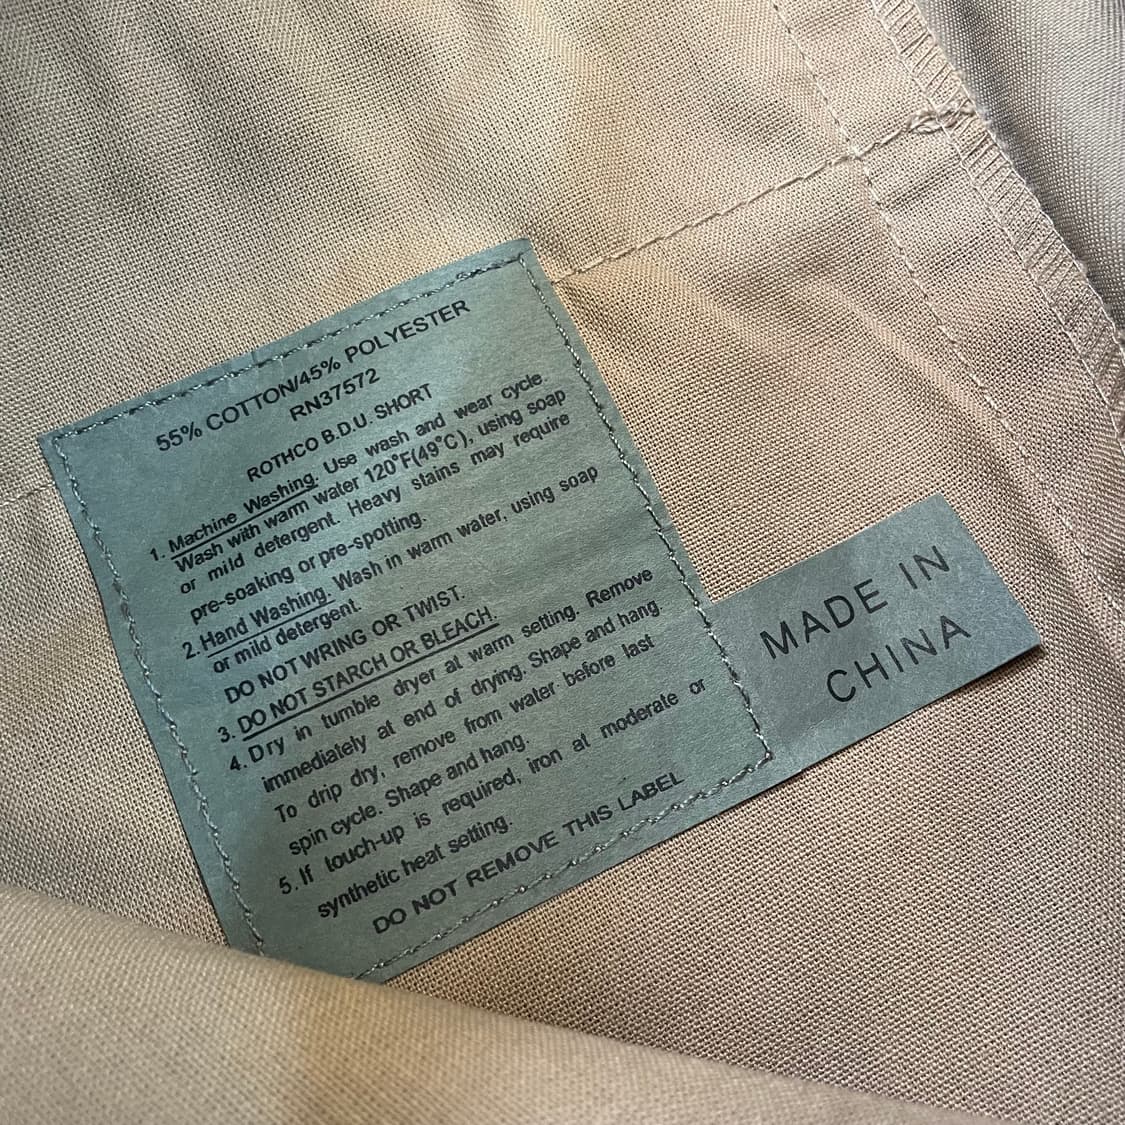 55% COTTON/45% POLYESTER
RN37572
ROTHCO B.D.U. SHORT
1. Machine Washing. Use wash and wear cycle.
Wash with warm water 120°F(49°C), using soap
or mild detergent. Heavy stains may require
pre-soaking or pre-spotting.
2. Hand Washing. Wash in warm water, using soap
or mild detergent.
DO NOT WRING OR TWIST.
3. DO NOT STARCH OR BLEACH.
4. Dry in tumble dryer at warm setting. Remove
immediately at end of drying. Shape and hang.
To drip dry, remove from water before last
spin cycle. Shape and hang.
5. If touch-up is required, iron at moderate or
synthetic heat setting.
DO NOT REMOVE THIS LABEL
MADE IN
CHINA